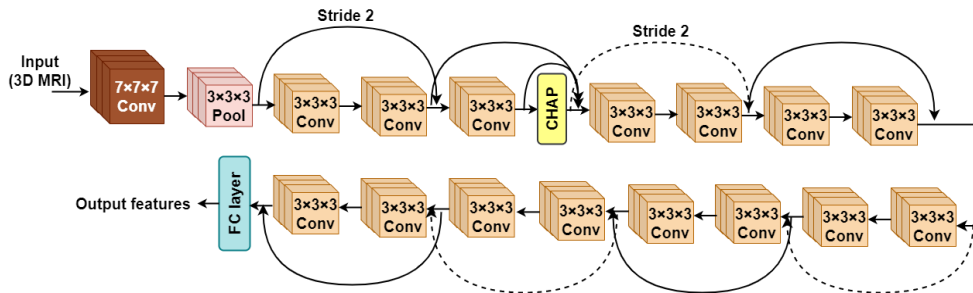 Stride 2
Stride 2
Input
(3D MRI)
7×7×7
Conv
3×3×3
Pool
3×3×3
Conv
3×3×3
Conv
3×3×3
Conv
CHAP
3×3×3
Conv
3×3×3
Conv
3×3×3
Conv
3×3×3
Conv
Output features
FC layer
3×3×3
Conv
3×3×3
Conv
3×3×3
Conv
3×3×3
Conv
3×3×3
Conv
3×3×3
Conv
3×3×3
Conv
3×3×3
Conv